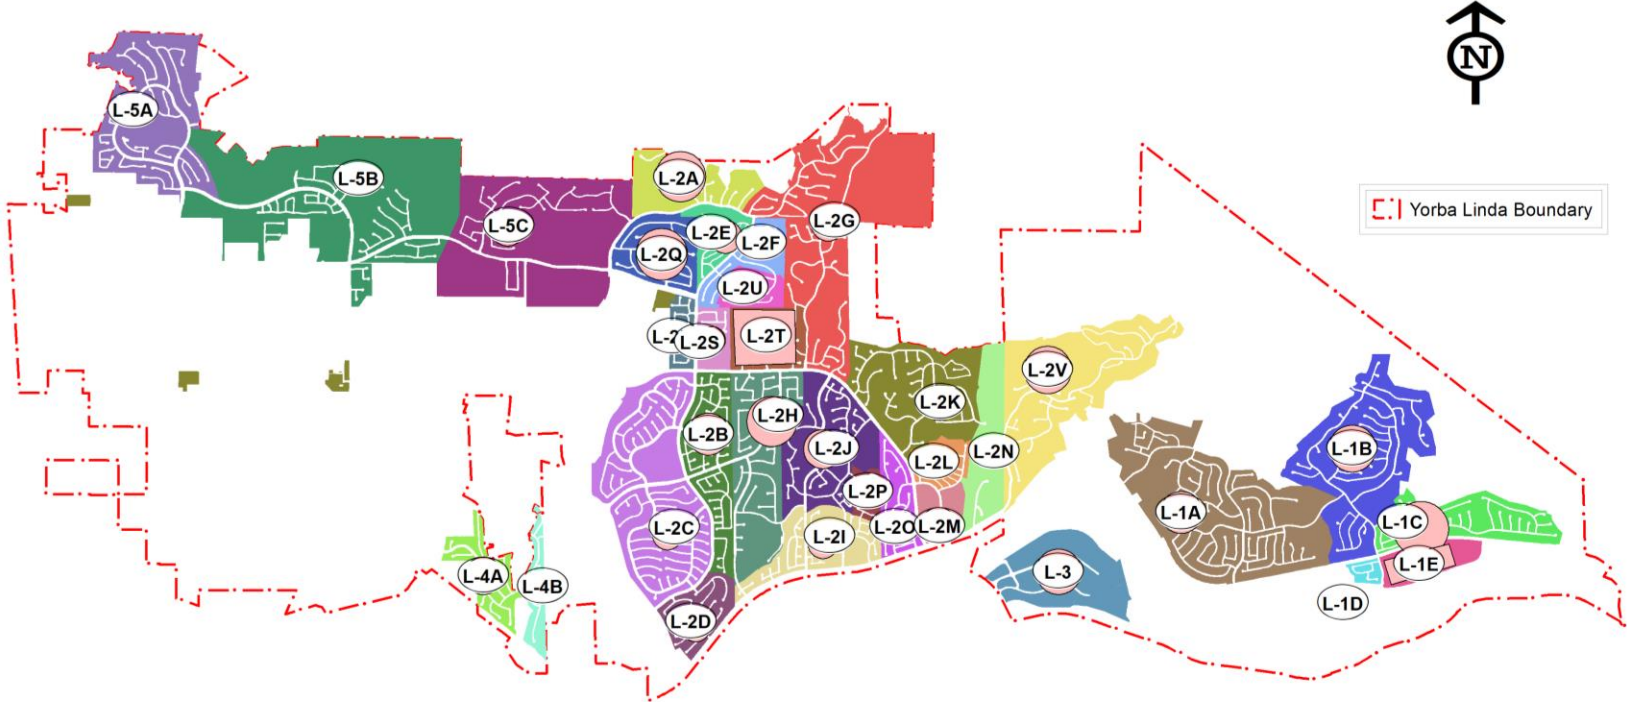 N
L-5A
L-5B
L-2A
Yorba Linda Boundary
L-5C
L-2G
L-2E
L-2F
L-2Q
L-2U
L-2S
L-2T
L-2V
L-2K
L-2H
L-2B
L-2J
L-2N
L-2L
L-1B
L-2P
L-1A
L-2C
L-2O
L-2M
L-1C
L-2I
L-1E
L-3
L-4A
L-4B
L-1D
L-2D